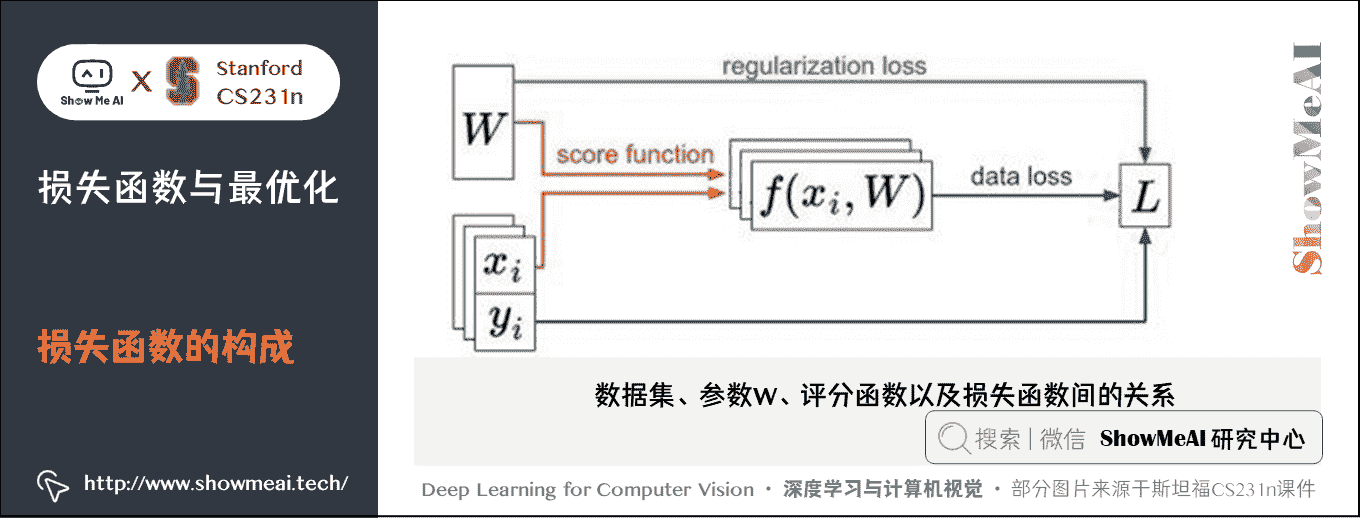 Show Me AI
X
Stanford
CS231n
损失函数与最优化
损失函数的构成
http://www.showmeai.tech/
regularization loss
W
score function
f(x_i, W)
data loss
L
x_i
y_i
数据集、参数W、评分函数以及损失函数间的关系
搜索 | 微信 ShowMeAI 研究中心
Deep Learning for Computer Vision · 深度学习与计算机视觉 · 部分图片来源于斯坦福CS231n课件
ShowMeAI